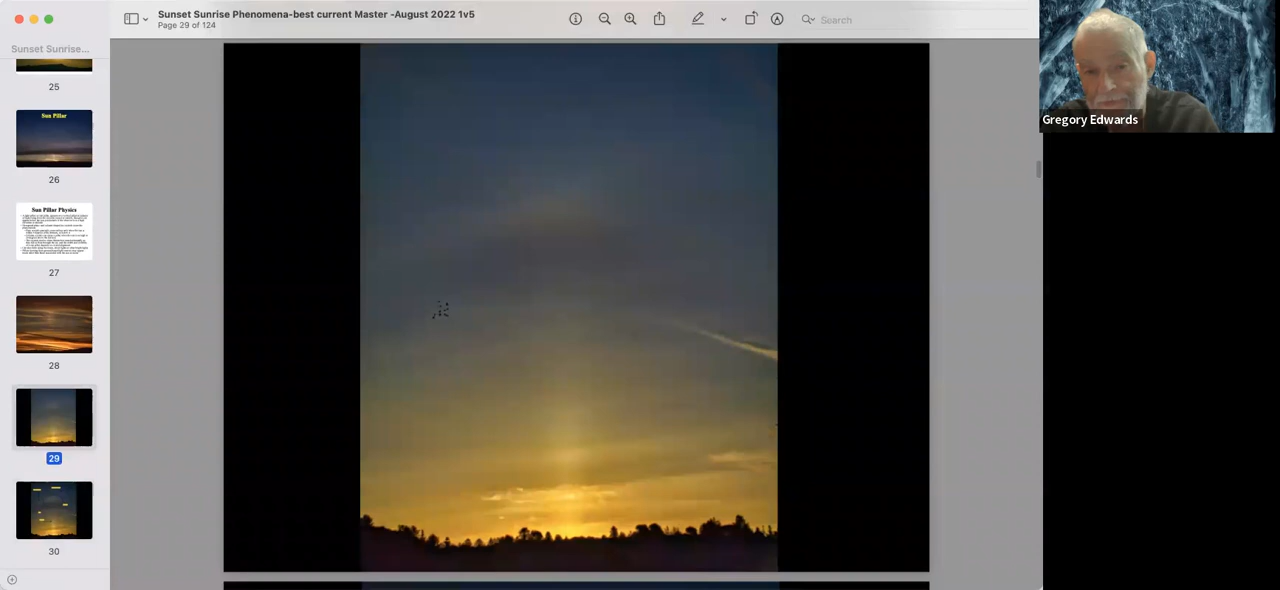 Sunset Sunrise Phenomena-best current Master -August 2022 1v5
Page 29 of 124
Search
Sunset Sunrise...
25
Sun Pillar
26
Sun Pillar Physics
27
28
29
30
Gregory Edwards